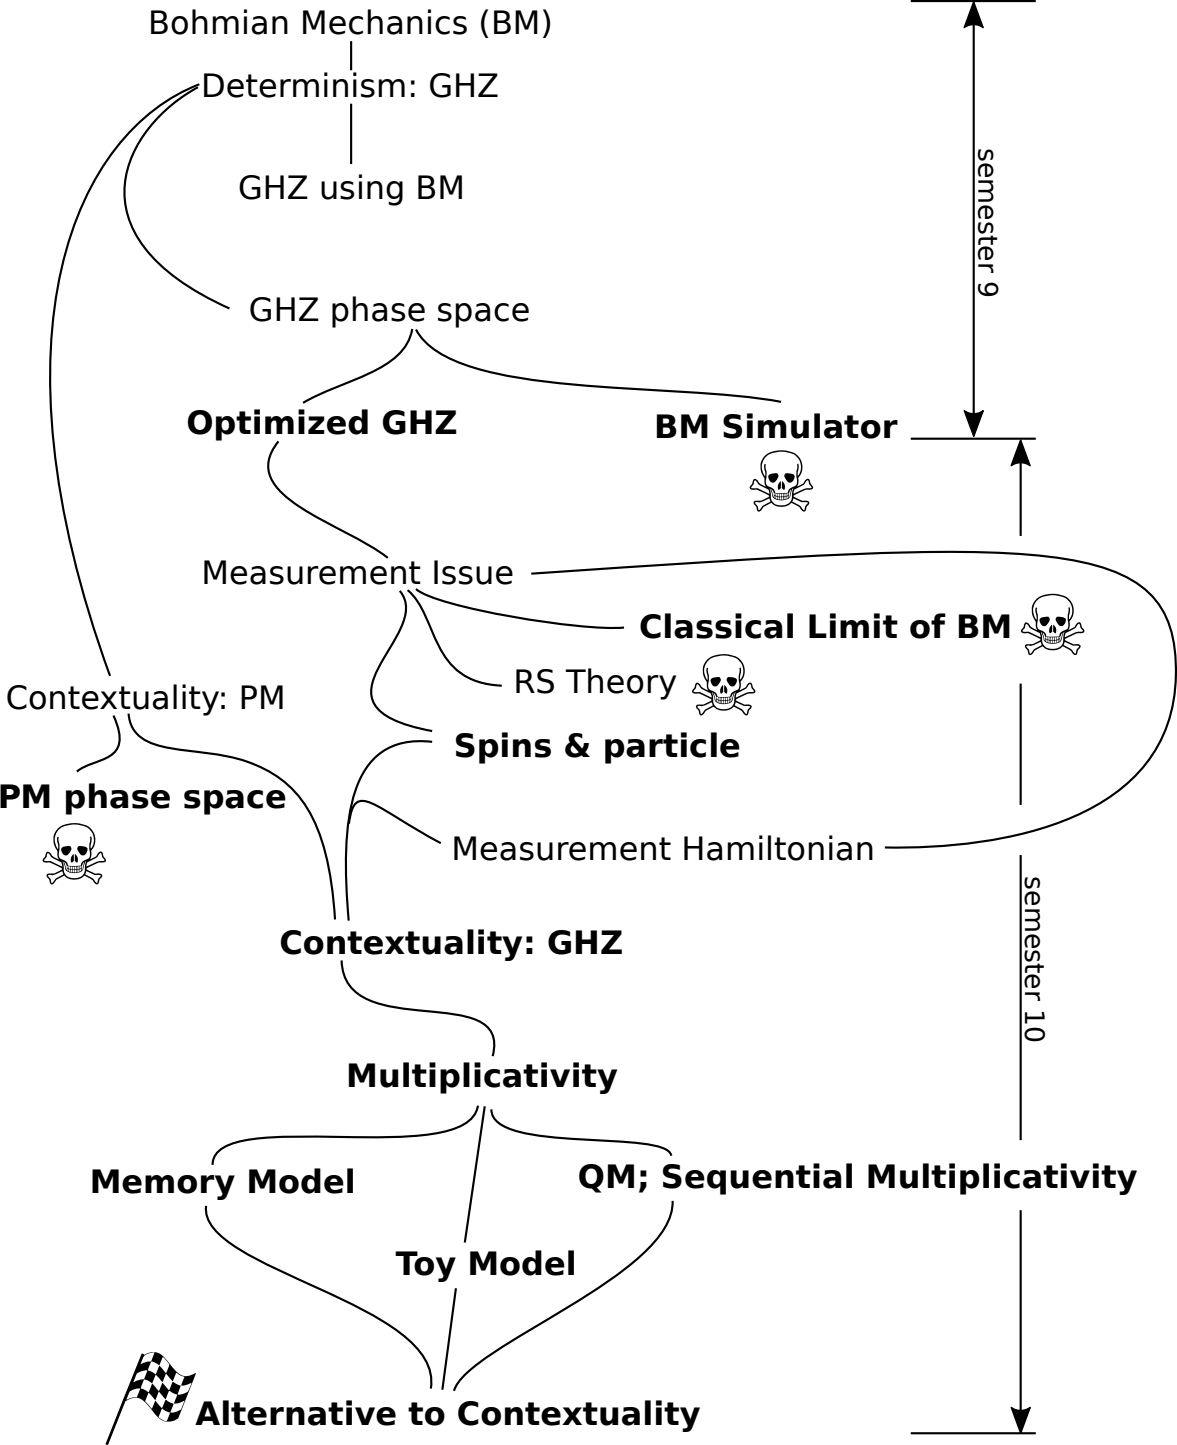 Bohmian Mechanics (BM)
Determinism: GHZ
GHZ using BM
semester 9
GHZ phase space
Optimized GHZ
BM Simulator
Measurement Issue
Classical Limit of BM
RS Theory
Contextuality: PM
Spins & particle
PM phase space
Measurement Hamiltonian
Contextuality: GHZ
semester 10
Multiplicativity
Memory Model
QM; Sequential Multiplicativity
Toy Model
Alternative to Contextuality